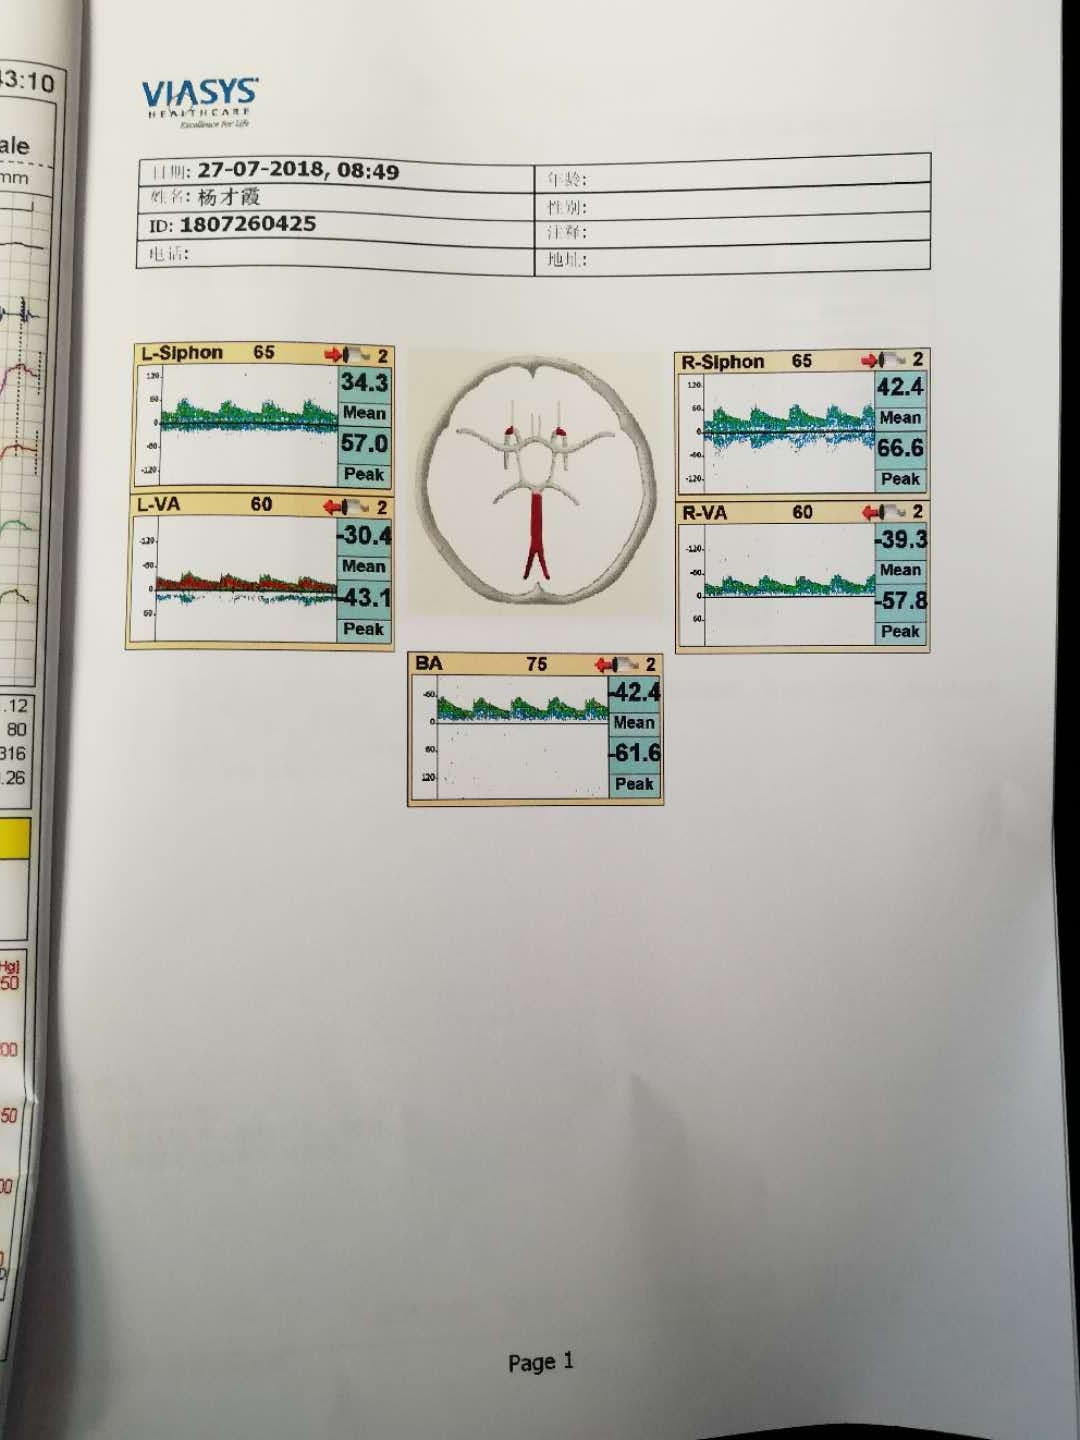 43:10
ale
mm
.12
80
316
.26
Hg]
50
00
50
00
VIASYS
HEALTHCARE
Excellence for Life
日期: 27-07-2018, 08:49
年龄:
姓名: 杨才霞
性别:
ID: 1807260425
注释:
电话:
地址:
L-Siphon 65 2
120
60
0
-60
-120
34.3
Mean
57.0
Peak
R-Siphon 65 2
120
60
0
-60
-120
42.4
Mean
66.6
Peak
L-VA 60 2
-120
-60
0
60
-30.4
Mean
-43.1
Peak
R-VA 60 2
-120
-60
0
60
-39.3
Mean
-57.8
Peak
BA 75 2
-60
0
60
120
-42.4
Mean
-61.6
Peak
Page 1